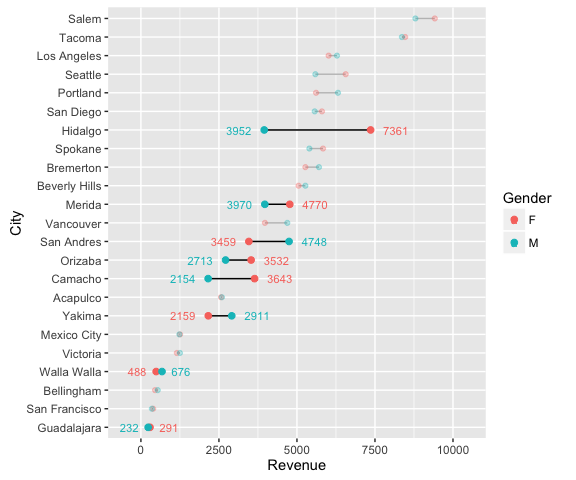 Salem
Tacoma
Los Angeles
Seattle
Portland
San Diego
Hidalgo 3952 7361
Spokane
Bremerton
Beverly Hills
Merida 3970 4770
Vancouver
San Andres 3459 4748
Orizaba 2713 3532
Camacho 2154 3643
Acapulco
Yakima 2159 2911
Mexico City
Victoria
Walla Walla 488 676
Bellingham
San Francisco
Guadalajara 232 291
City
0 2500 5000 7500 10000
Revenue
Gender
F
M